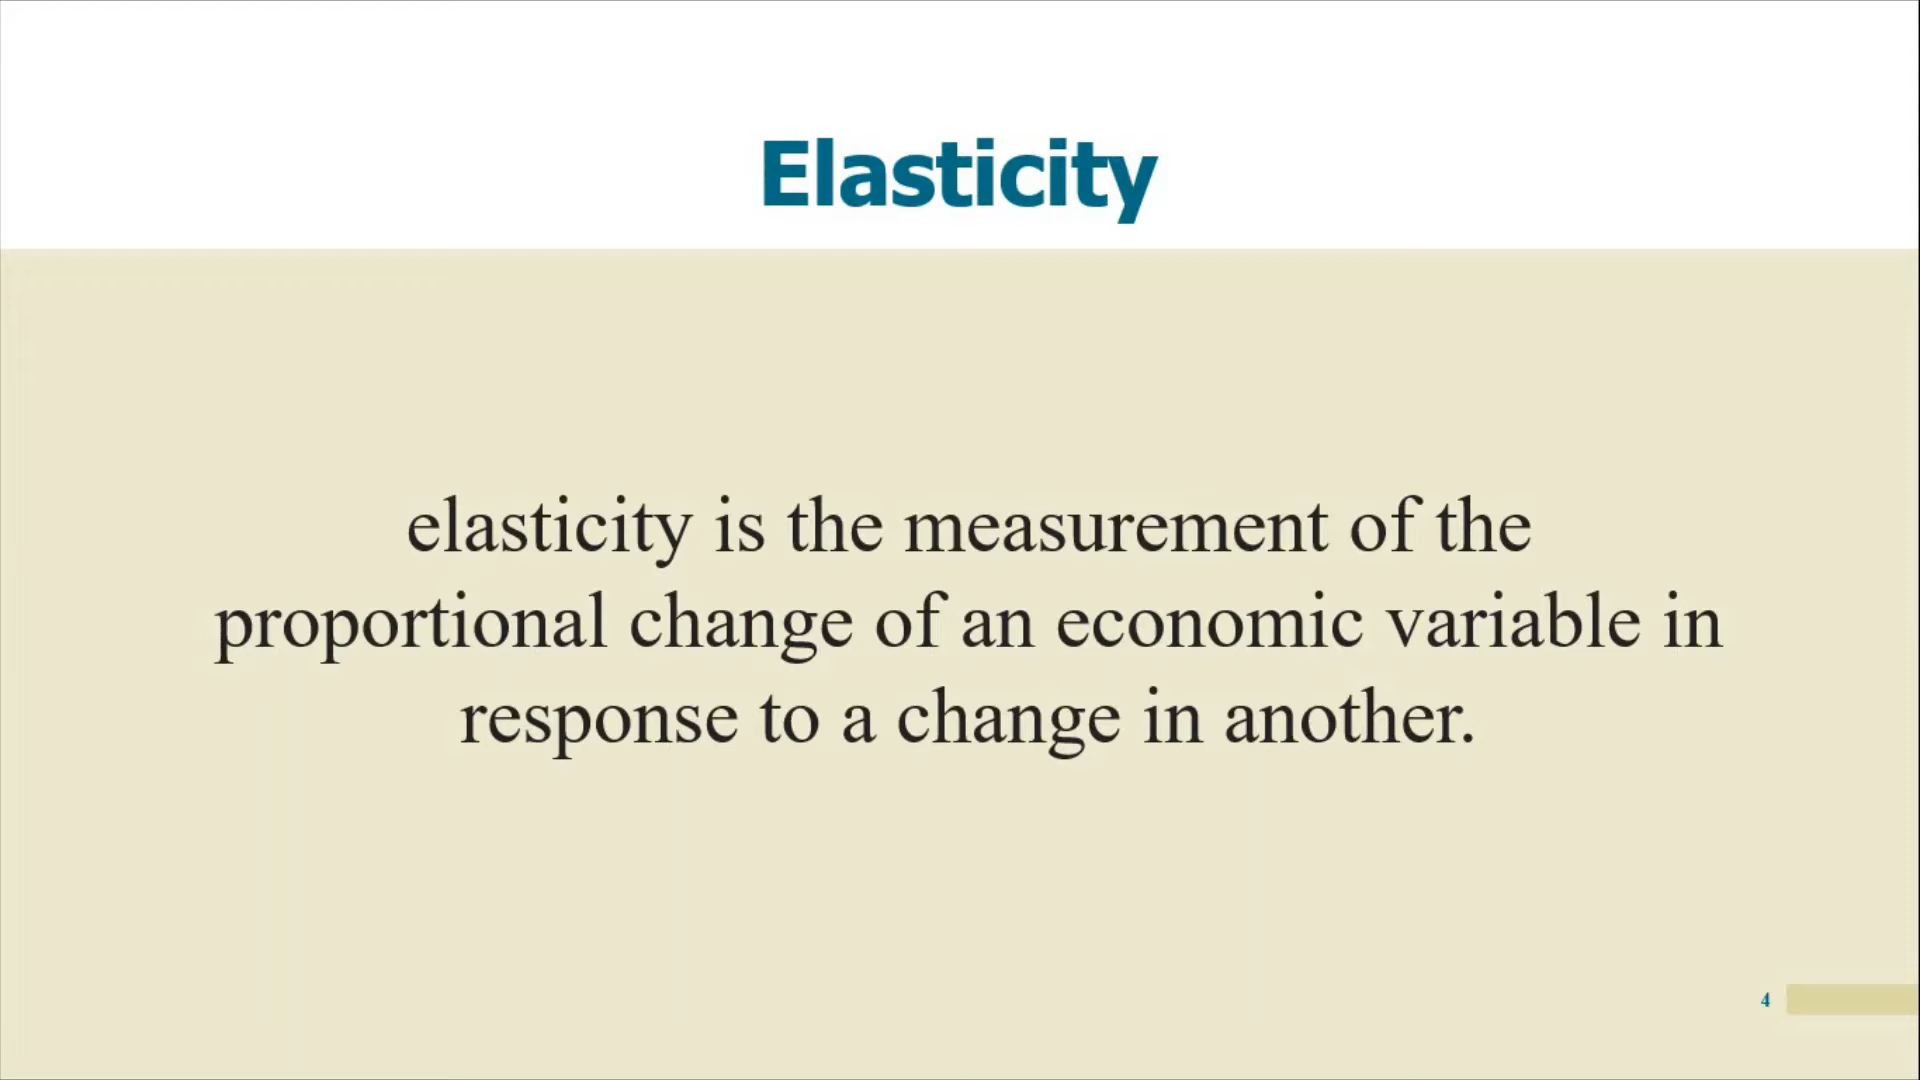 Elasticity
elasticity is the measurement of the
proportional change of an economic variable in
response to a change in another.
4